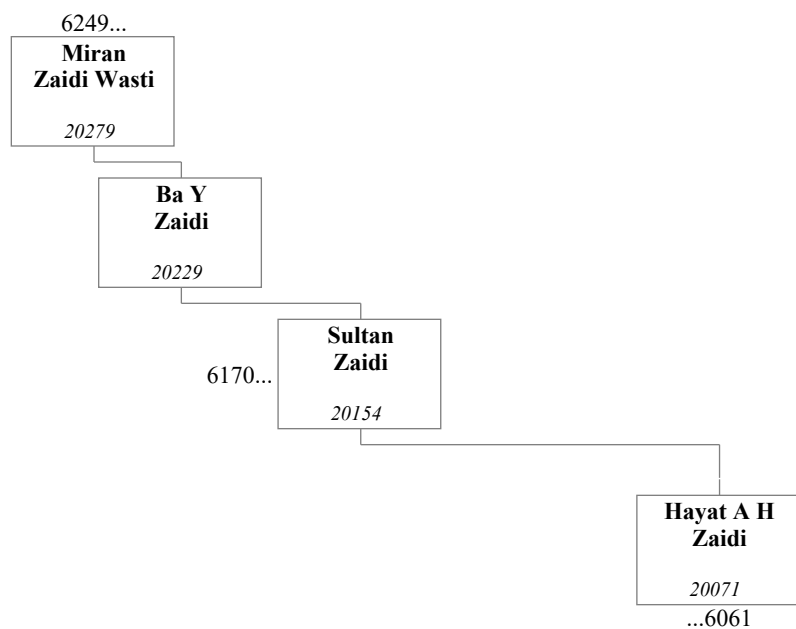 6249...
Miran
Zaidi Wasti
20279
Ba Y
Zaidi
20229
Sultan
Zaidi
6170...
20154
Hayat A H
Zaidi
20071
...6061